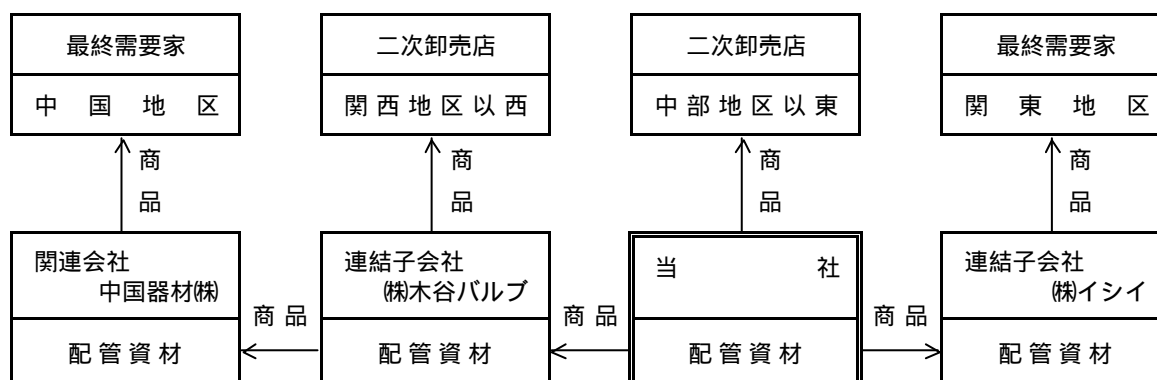 最終需要家
中国地区
二次卸売店
関西地区以西
二次卸売店
中部地区以東
最終需要家
関東地区
商品
商品
商品
商品
関連会社
中国器材㈱
配管資材
商品
連結子会社
㈱木谷バルブ
配管資材
商品
当社
配管資材
商品
連結子会社
㈱イシイ
配管資材